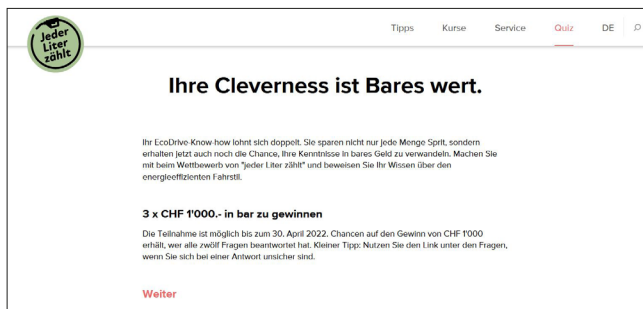 Jeder
Liter
zählt
Tipps Kurse Service Quiz DE
Ihre Cleverness ist Bares wert.
Ihr EcoDrive-Know-how lohnt sich doppelt. Sie sparen nicht nur jede Menge Sprit, sondern
erhalten jetzt auch noch die Chance, Ihre Kenntnisse in bares Geld zu verwandeln. Machen Sie
mit beim Wettbewerb von "jeder Liter zählt" und beweisen Sie Ihr Wissen über den
energieeffizienten Fahrstil.
3 x CHF 1'000.- in bar zu gewinnen
Die Teilnahme ist möglich bis zum 30. April 2022. Chancen auf den Gewinn von CHF 1'000
erhält, wer alle zwölf Fragen beantwortet hat. Kleiner Tipp: Nutzen Sie den Link unter den Fragen,
wenn Sie sich bei einer Antwort unsicher sind.
Weiter